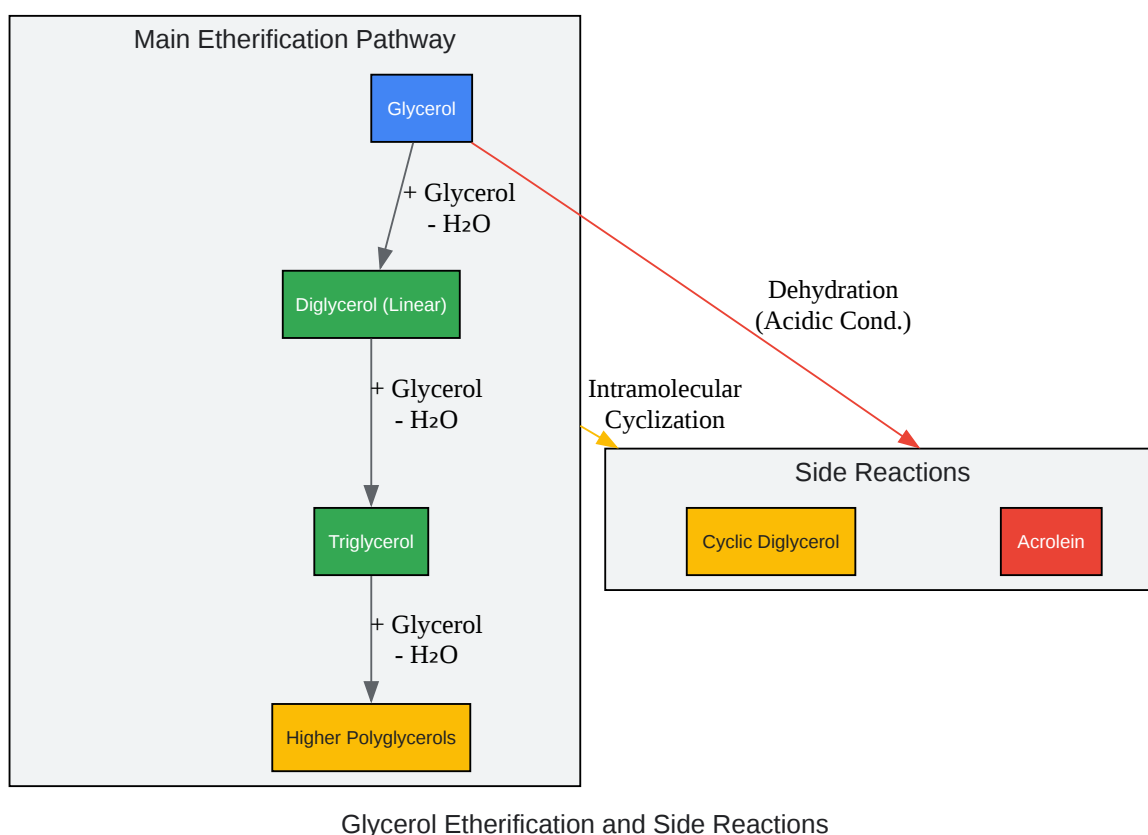 Main Etherification Pathway
Glycerol
+ Glycerol
- H₂O
Diglycerol (Linear)
+ Glycerol
- H₂O
Triglycerol
+ Glycerol
- H₂O
Higher Polyglycerols
Dehydration
(Acidic Cond.)
Intramolecular
Cyclization
Side Reactions
Cyclic Diglycerol
Acrolein
Glycerol Etherification and Side Reactions